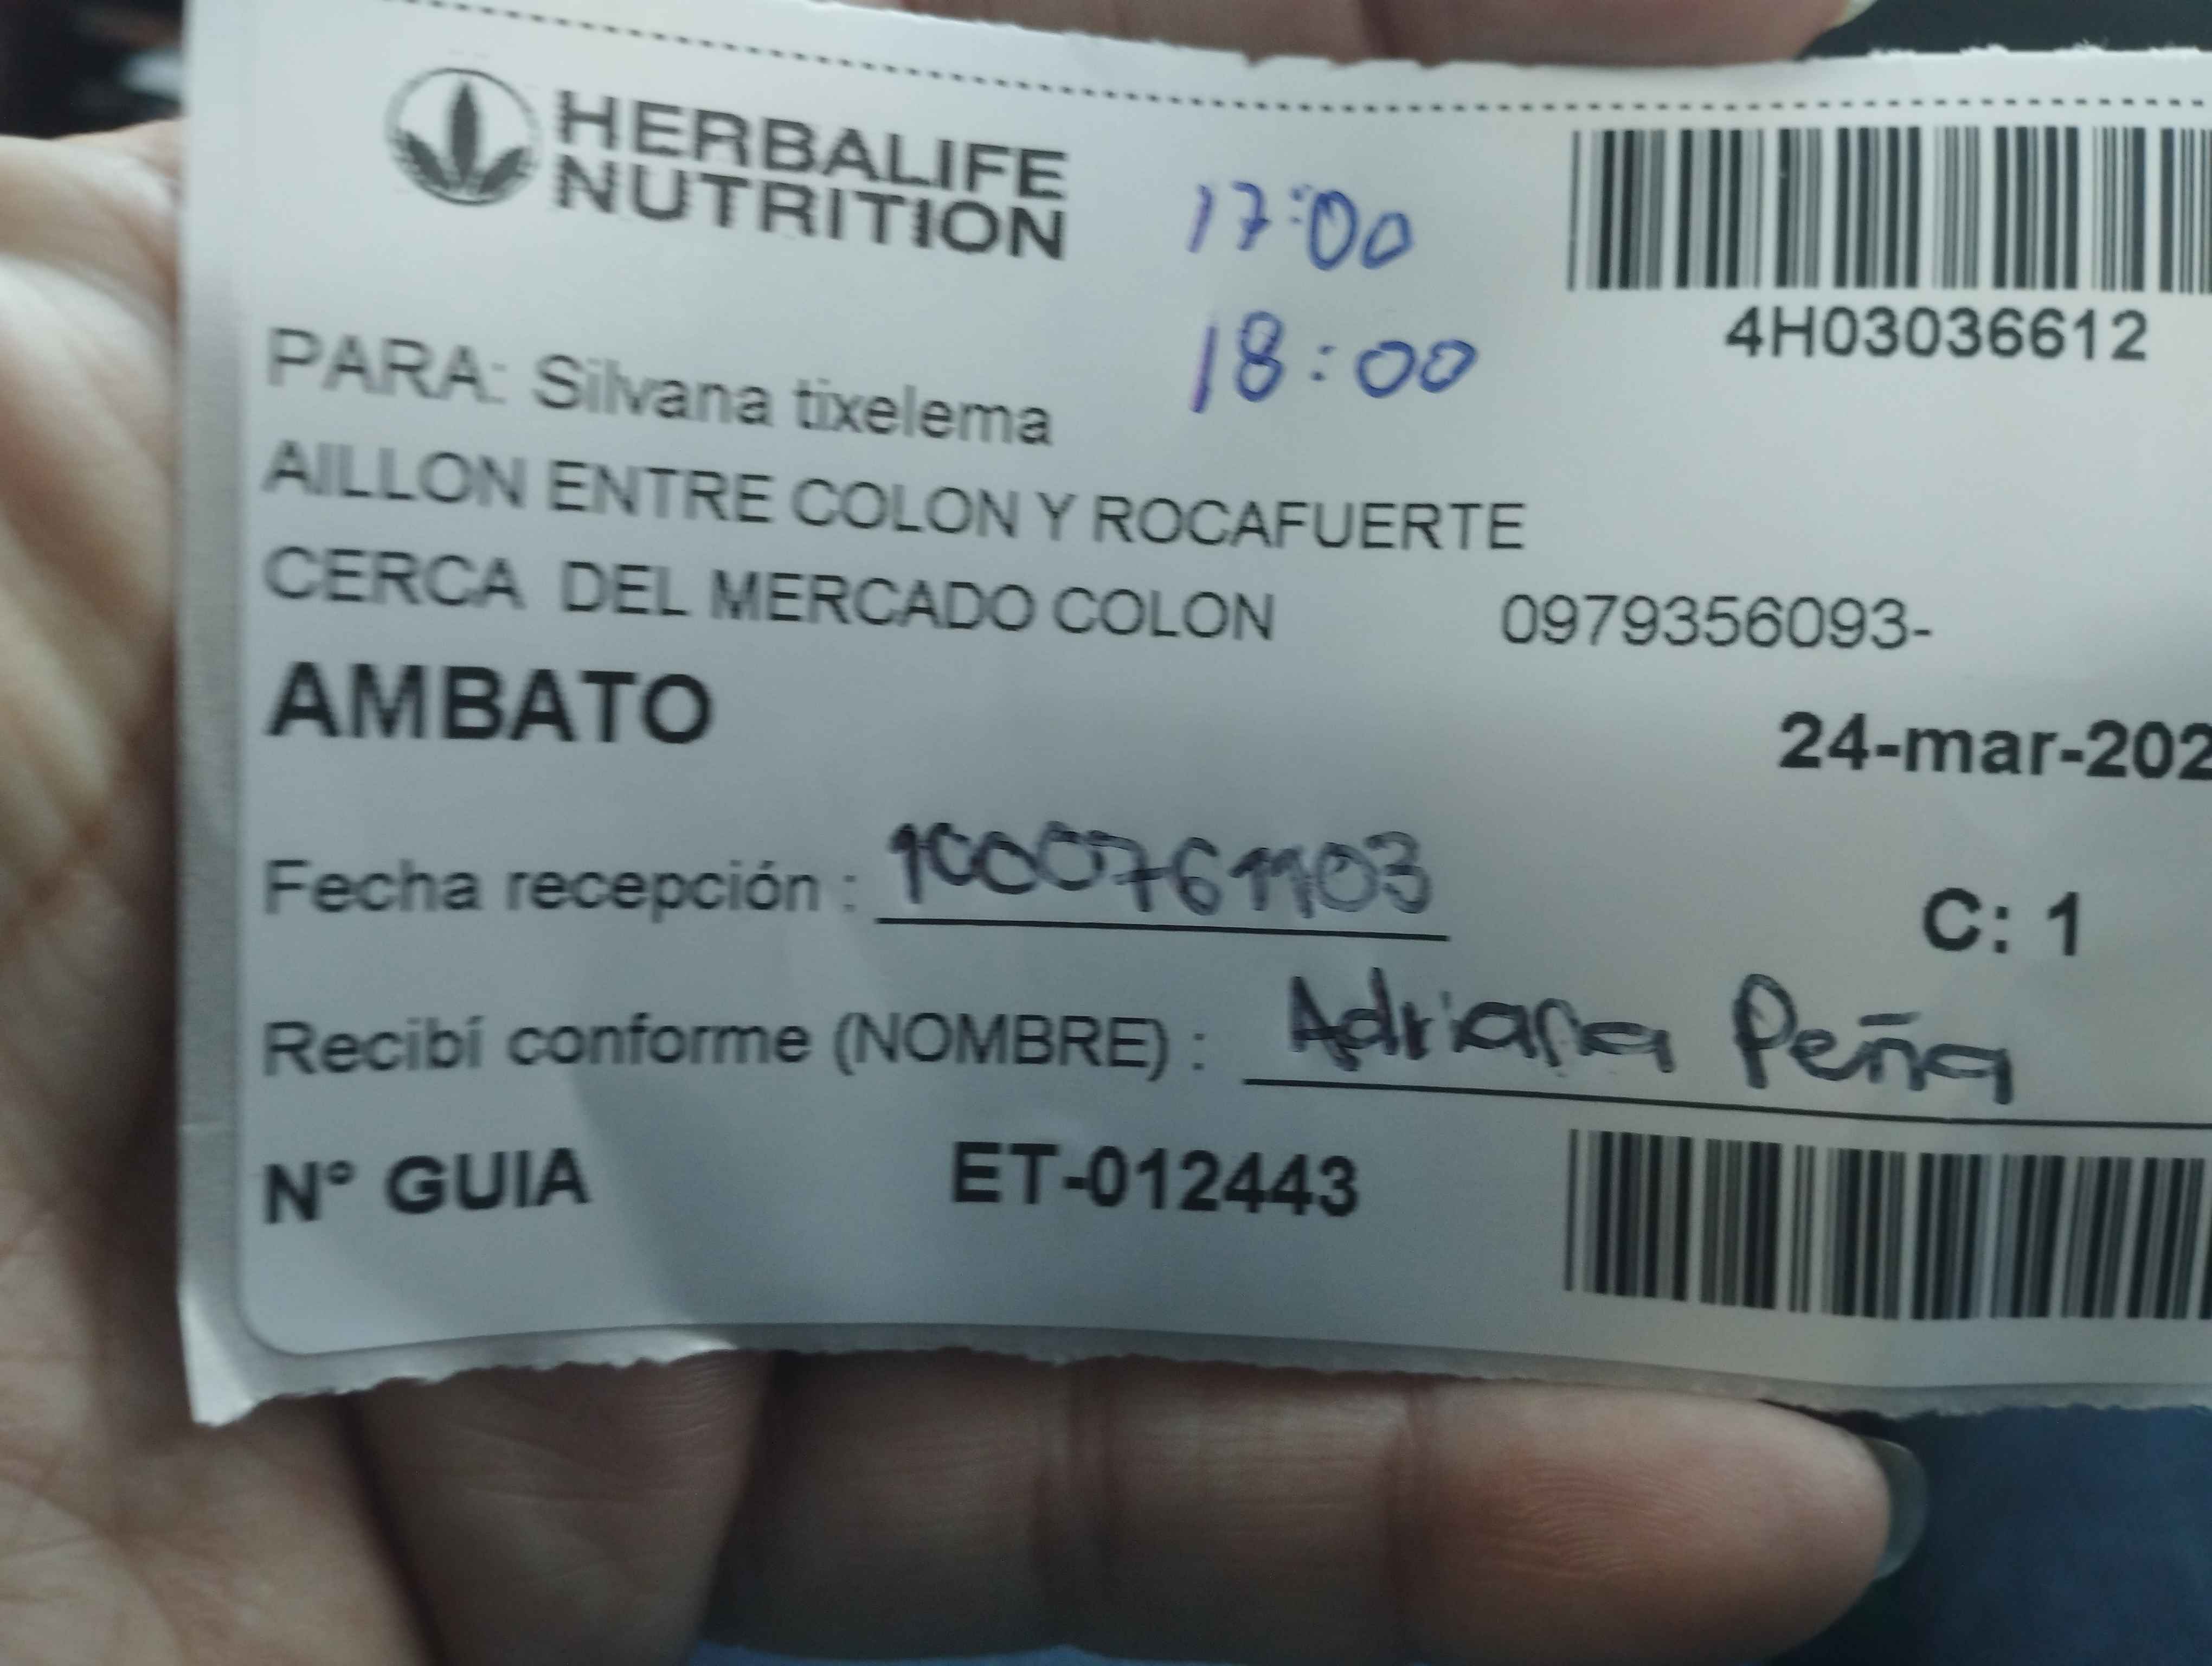 HERBALIFE
NUTRITION
17:00
4H03036612
18:00
PARA: Silvana tixelema
AILLON ENTRE COLON Y ROCAFUERTE
CERCA DEL MERCADO COLON 0979356093-
AMBATO
24-mar-202
Fecha recepción : 1000761103
C: 1
Recibí conforme (NOMBRE) : Adriana Peña
N° GUIA ET-012443